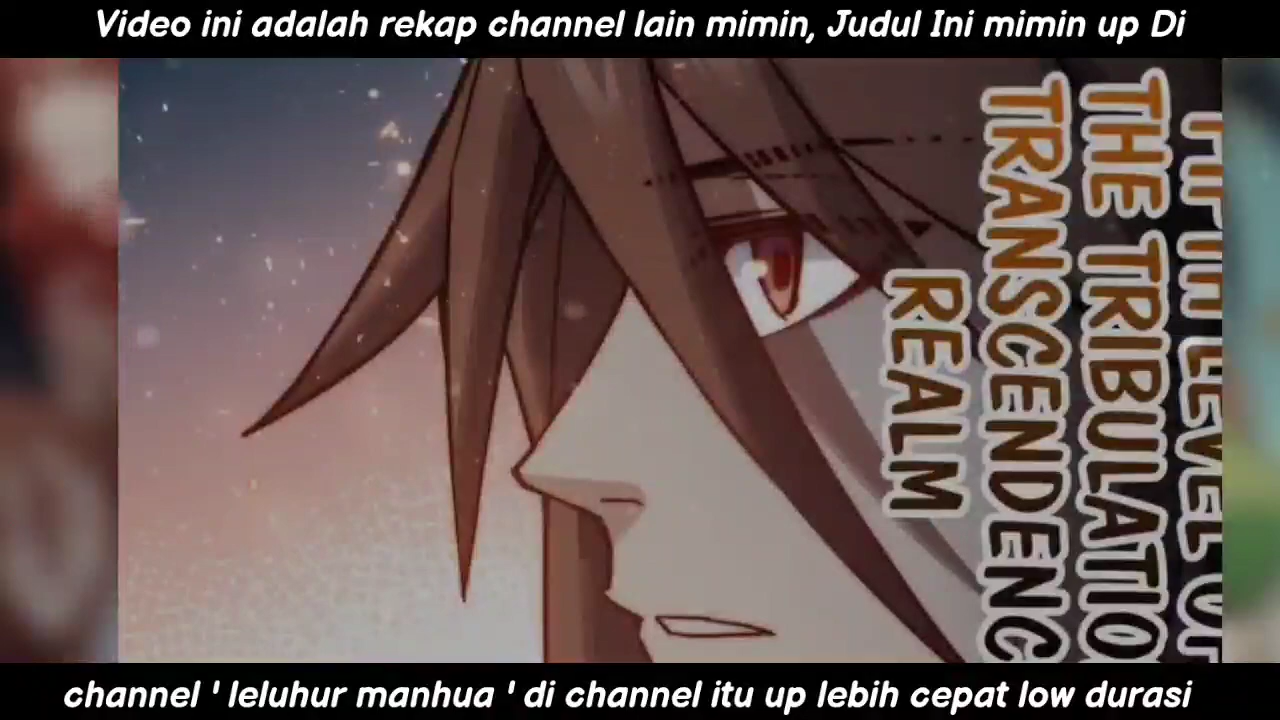 Video ini adalah rekap channel lain mimin, Judul Ini mimin up Di
LEVEL
THE
TRANSCENDENC
REALM
channel ' leluhur manhua ' di channel itu up lebih cepat low durasi